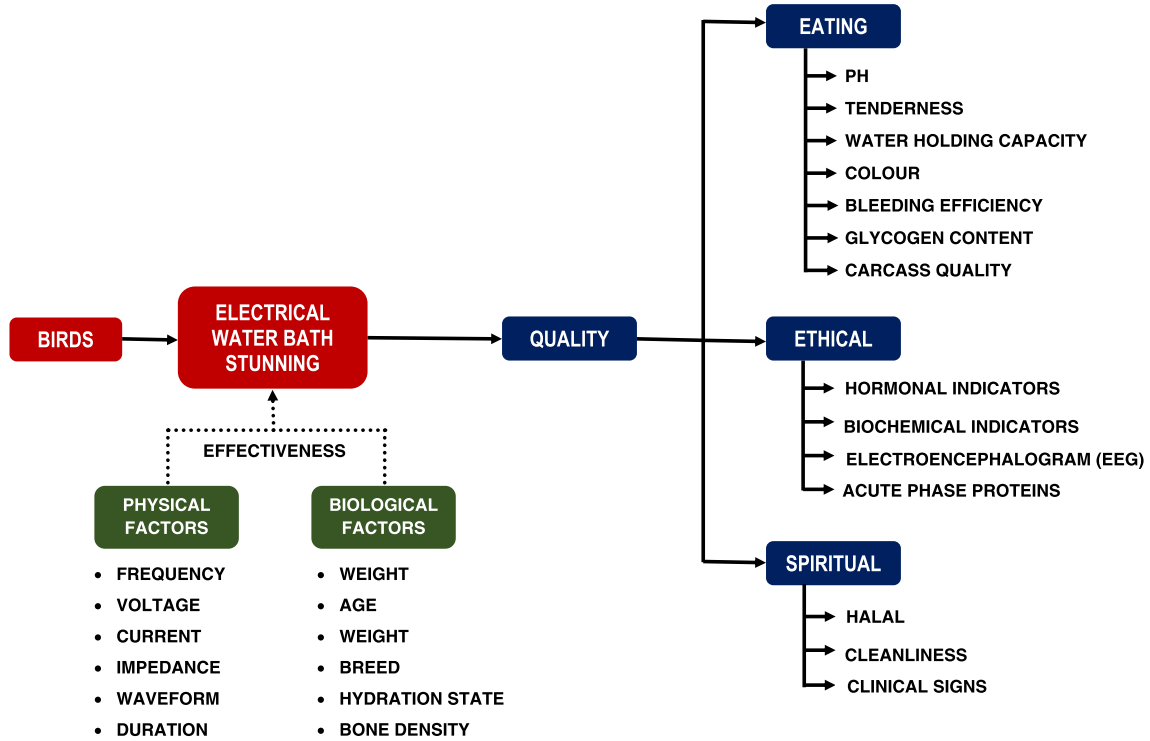 BIRDS
ELECTRICAL
WATER BATH
STUNNING
EFFECTIVENESS
PHYSICAL
FACTORS
FREQUENCY
VOLTAGE
CURRENT
IMPEDANCE
WAVEFORM
DURATION
BIOLOGICAL
FACTORS
WEIGHT
AGE
WEIGHT
BREED
HYDRATION STATE
BONE DENSITY
QUALITY
EATING
PH
TENDERNESS
WATER HOLDING CAPACITY
COLOUR
BLEEDING EFFICIENCY
GLYCOGEN CONTENT
CARCASS QUALITY
ETHICAL
HORMONAL INDICATORS
BIOCHEMICAL INDICATORS
ELECTROENCEPHALOGRAM (EEG)
ACUTE PHASE PROTEINS
SPIRITUAL
HALAL
CLEANLINESS
CLINICAL SIGNS